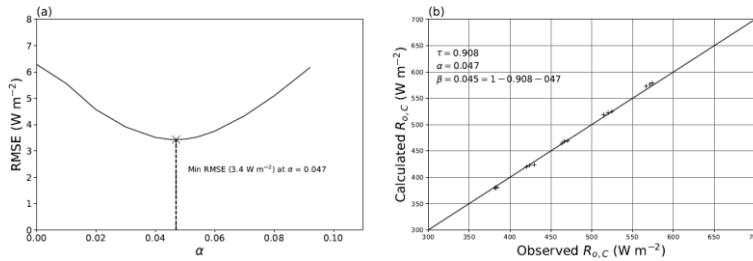 (a)
8
7
6
5
4
3
2
1
0
RMSE (W m⁻²)
Min RMSE (3.4 W m⁻²) at α = 0.047
0.00 0.02 0.04 0.06 0.08 0.10
α
(b)
700
650
600
550
500
450
400
350
300
Calculated R₀,C (W m⁻²)
τ = 0.908
α = 0.047
β = 0.045 = 1 − 0.908 − 047
300 350 400 450 500 550 600 650 700
Observed R₀,C (W m⁻²)